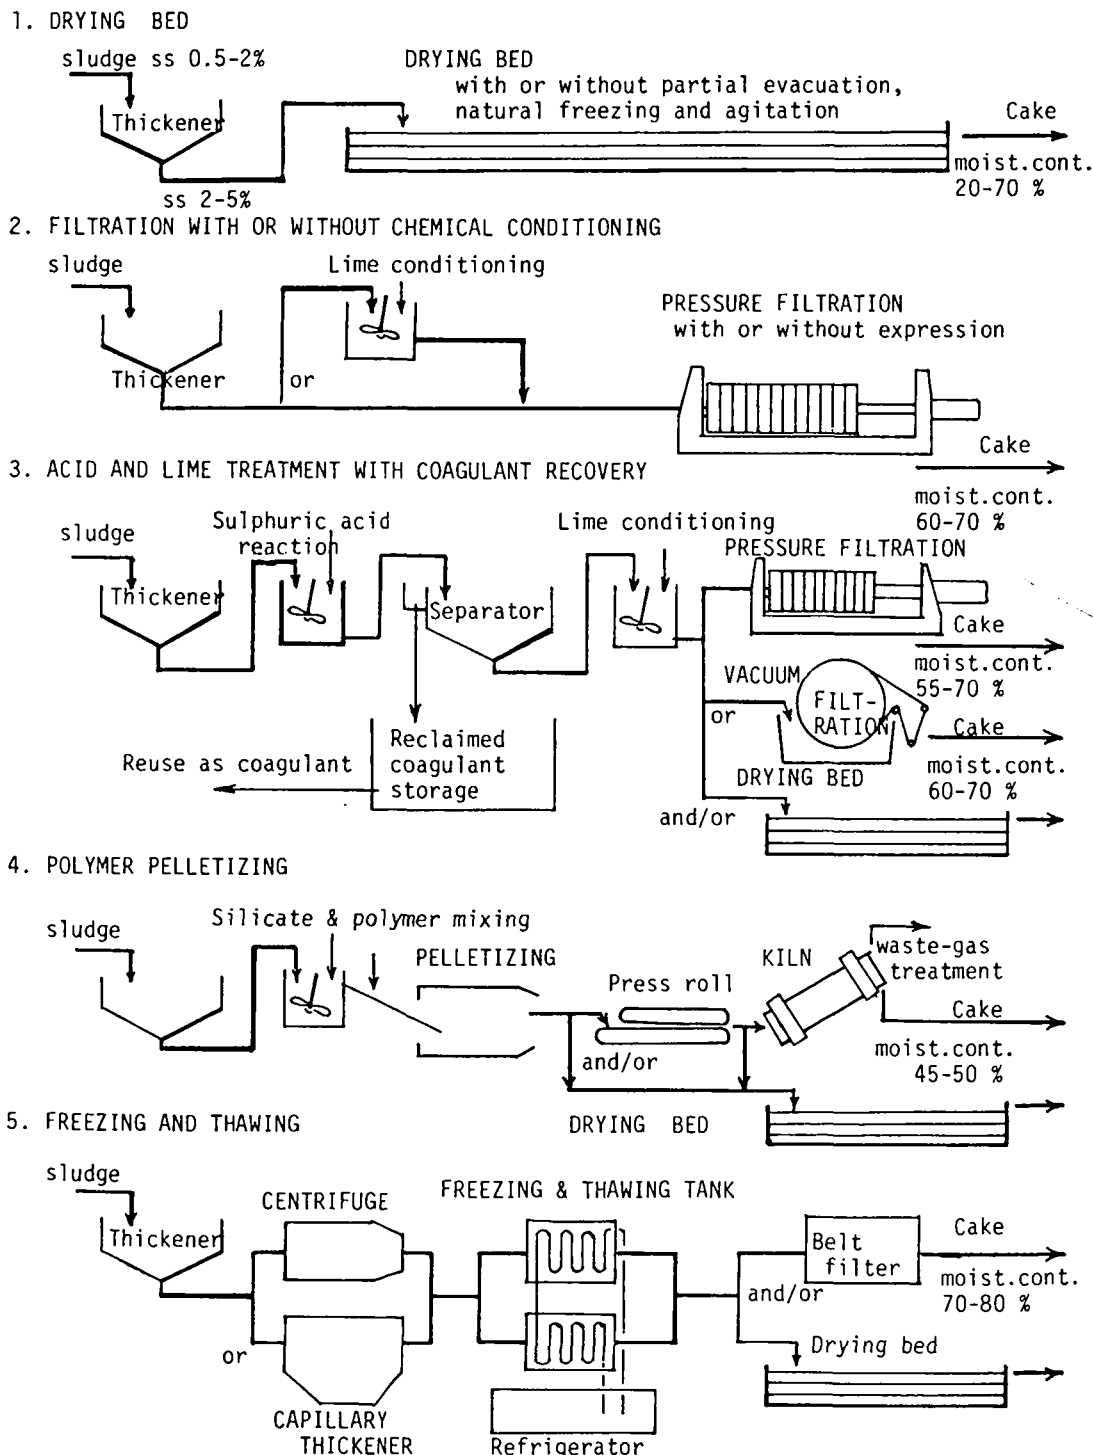 1. DRYING BED
sludge ss 0.5-2%
Thickener
ss 2-5%
DRYING BED
with or without partial evacuation,
natural freezing and agitation
Cake
moist.cont.
20-70 %
2. FILTRATION WITH OR WITHOUT CHEMICAL CONDITIONING
sludge
Thickener
or
Lime conditioning
PRESSURE FILTRATION
with or without expression
Cake
moist.cont.
60-70 %
3. ACID AND LIME TREATMENT WITH COAGULANT RECOVERY
sludge
Thickener
Sulphuric acid
reaction
Separator
Lime conditioning
PRESSURE FILTRATION
Cake
moist.cont.
55-70 %
VACUUM
FILT-
RATION
or
Cake
moist.cont.
60-70 %
Reclaimed
coagulant
storage
Reuse as coagulant
DRYING BED
and/or
4. POLYMER PELLETIZING
sludge
Silicate & polymer mixing
PELLETIZING
Press roll
and/or
KILN
waste-gas
treatment
Cake
moist.cont.
45-50 %
DRYING BED
5. FREEZING AND THAWING
sludge
Thickener
CENTRIFUGE
or
CAPILLARY
THICKENER
FREEZING & THAWING TANK
Refrigerator
Belt
filter
and/or
Cake
moist.cont.
70-80 %
Drying bed